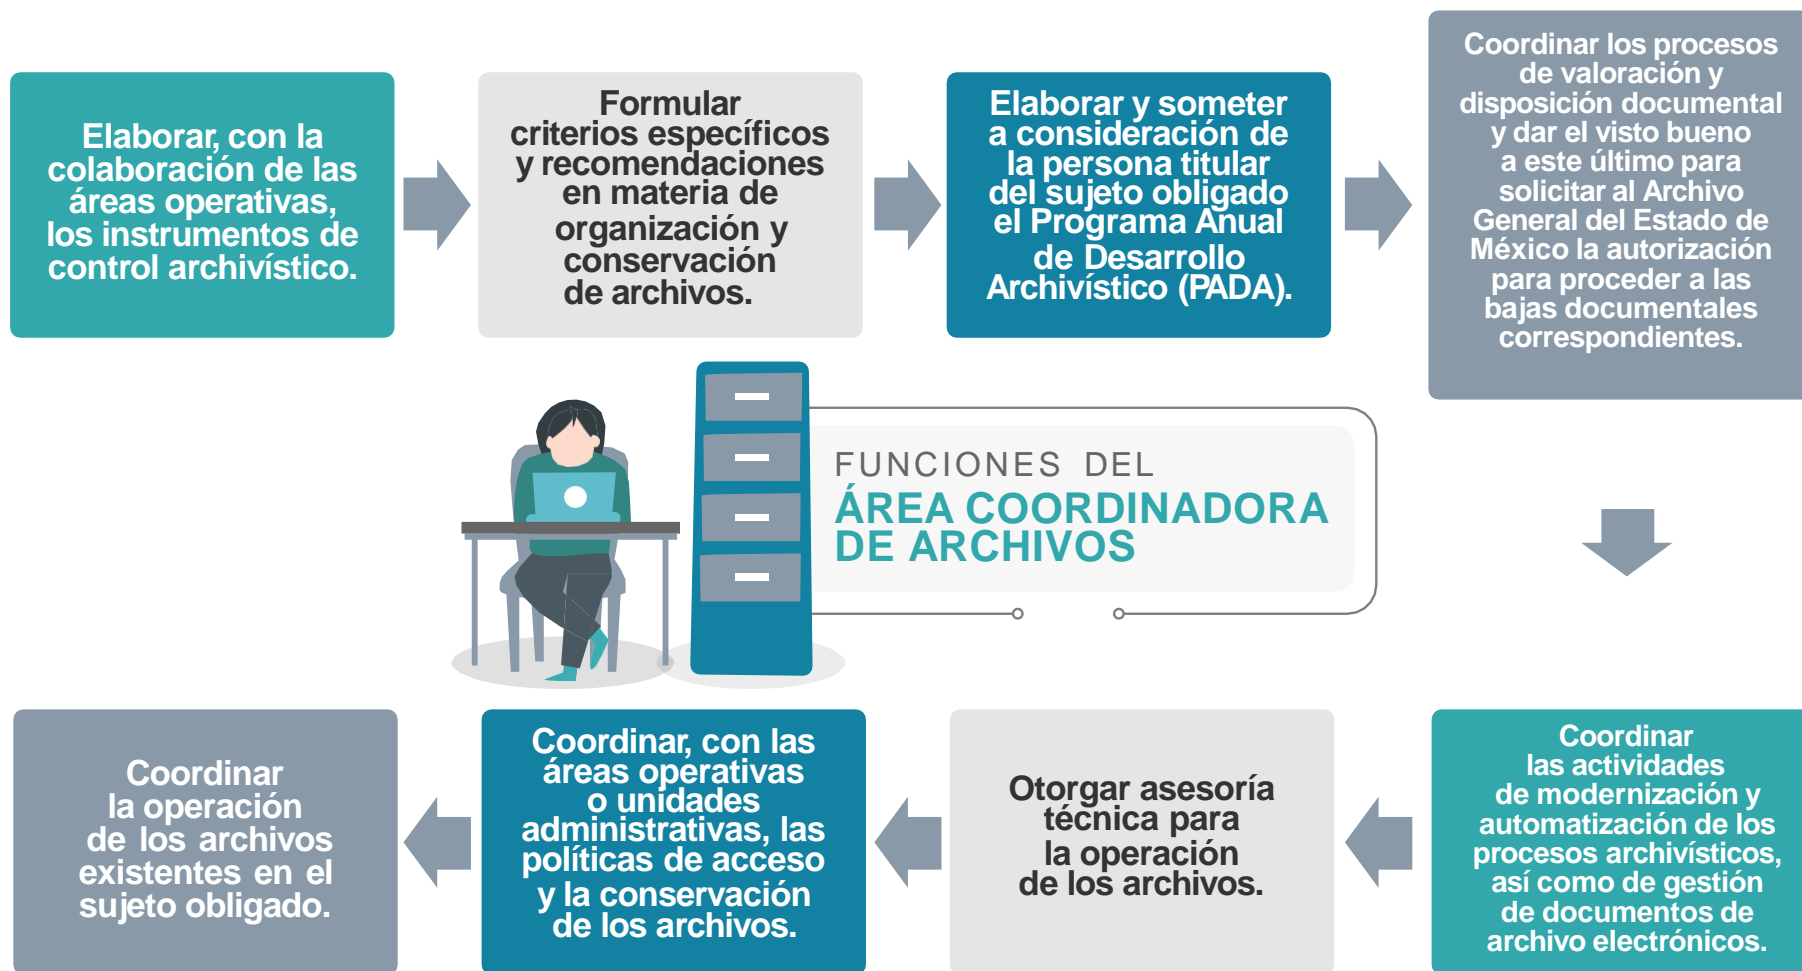 Elaborar, con la
colaboración de las
áreas operativas,
los instrumentos de
control archivístico.
Formular
criterios específicos
y recomendaciones
en materia de
organización y
conservación
de archivos.
Elaborar y someter
a consideración de
la persona titular
del sujeto obligado
el Programa Anual
de Desarrollo
Archivístico (PADA).
Coordinar los procesos
de valoración y
disposición documental
y dar el visto bueno
a este último para
solicitar al Archivo
General del Estado de
México la autorización
para proceder a las
bajas documentales
correspondientes.
FUNCIONES DEL
ÁREA COORDINADORA
DE ARCHIVOS
Coordinar
las actividades
de modernización y
automatización de los
procesos archivísticos,
así como de gestión
de documentos de
archivo electrónicos.
Otorgar asesoría
técnica para
la operación
de los archivos.
Coordinar, con las
áreas operativas
o unidades
administrativas, las
políticas de acceso
y la conservación
de los archivos.
Coordinar
la operación
de los archivos
existentes en el
sujeto obligado.